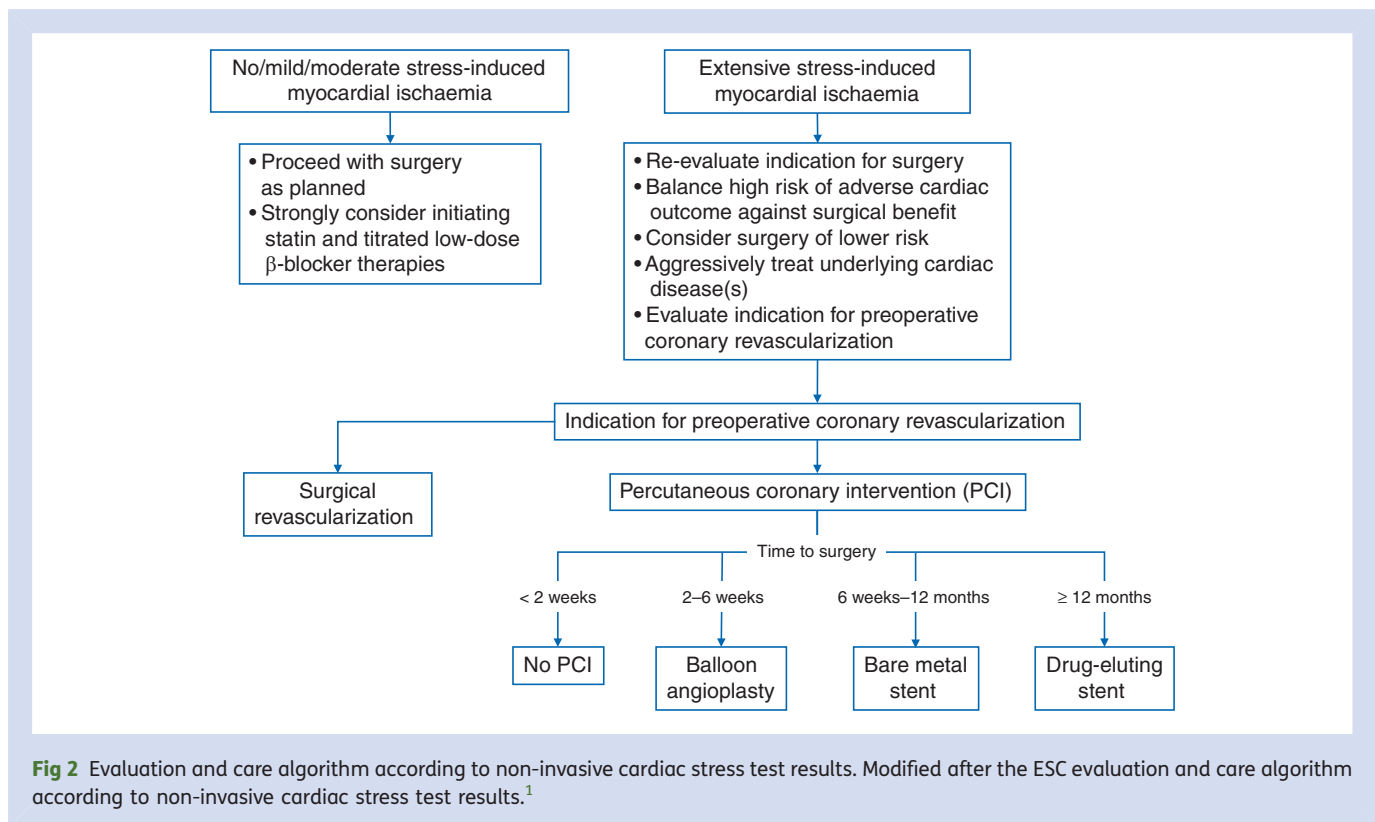 No/mild/moderate stress-induced
myocardial ischaemia
Extensive stress-induced
myocardial ischaemia
• Proceed with surgery
as planned
• Strongly consider initiating
statin and titrated low-dose
β-blocker therapies
• Re-evaluate indication for surgery
• Balance high risk of adverse cardiac
outcome against surgical benefit
• Consider surgery of lower risk
• Aggressively treat underlying cardiac
disease(s)
• Evaluate indication for preoperative
coronary revascularization
Indication for preoperative coronary revascularization
Surgical
revascularization
Percutaneous coronary intervention (PCI)
Time to surgery
< 2 weeks
2–6 weeks
6 weeks–12 months
≥ 12 months
No PCI
Balloon
angioplasty
Bare metal
stent
Drug-eluting
stent
Fig 2 Evaluation and care algorithm according to non-invasive cardiac stress test results. Modified after the ESC evaluation and care algorithm
according to non-invasive cardiac stress test results.1